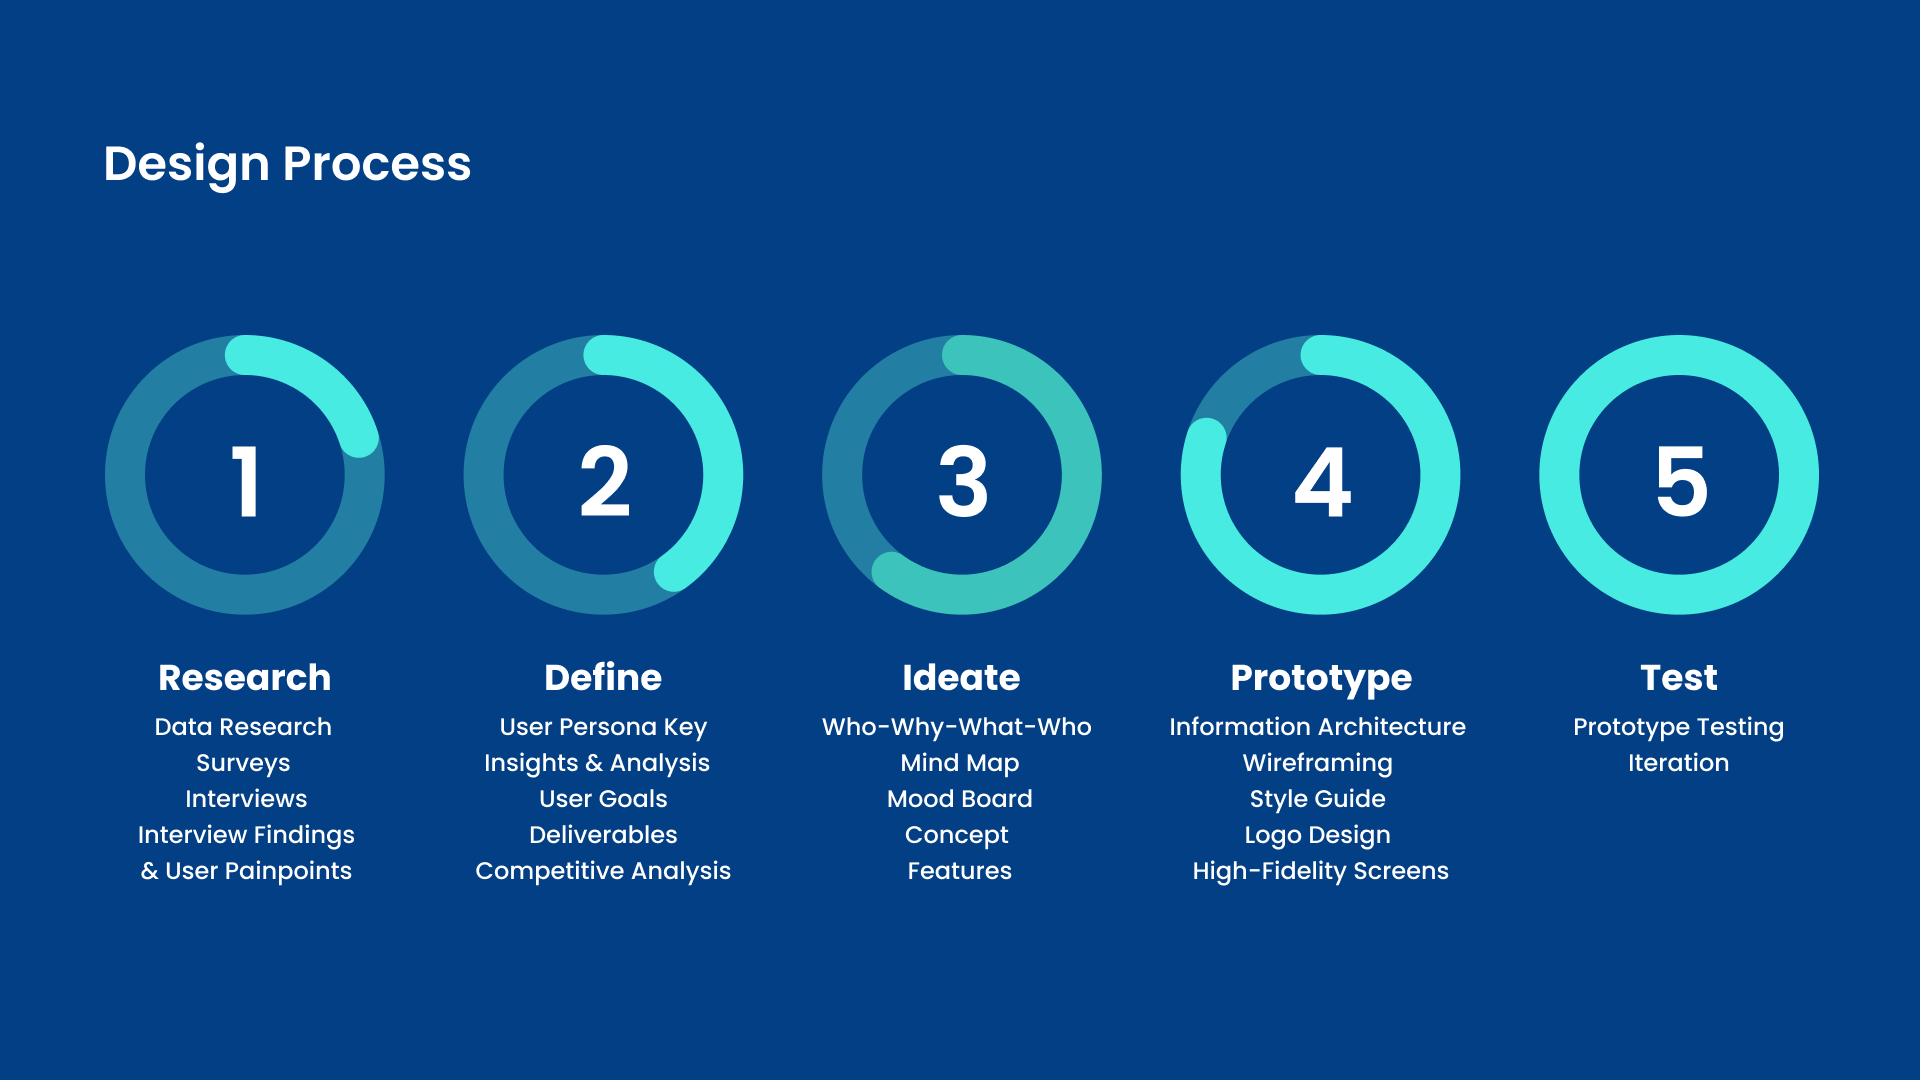 Design Process
1
Research
Data Research
Surveys
Interviews
Interview Findings
& User Painpoints
2
Define
User Persona Key
Insights & Analysis
User Goals
Deliverables
Competitive Analysis
3
Ideate
Who-Why-What-Who
Mind Map
Mood Board
Concept
Features
4
Prototype
Information Architecture
Wireframing
Style Guide
Logo Design
High-Fidelity Screens
5
Test
Prototype Testing
Iteration